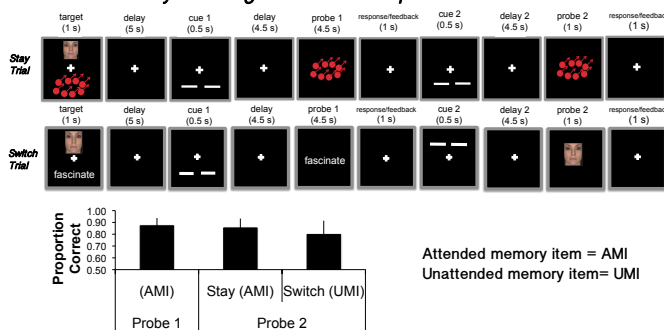 target delay cue 1 delay probe 1 response/feedback cue 2 delay 2 probe 2 response/feedback
(1 s) (5 s) (0.5 s) (4.5 s) (4.5 s) (1 s) (0.5 s) (4.5 s) (1 s) (1 s)
Stay
Trial
target delay cue 1 delay probe 1 response/feedback cue 2 delay 2 probe 2 response/feedback
(1 s) (5 s) (0.5 s) (4.5 s) (4.5 s) (1 s) (0.5 s) (4.5 s) (1 s) (1 s)
Switch
Trial
fascinate fascinate
Proportion
Correct
1.00
0.90
0.80
0.70
0.60
0.50
(AMI) Stay (AMI) Switch (UMI)
Probe 1 Probe 2
Attended memory item = AMI
Unattended memory item= UMI